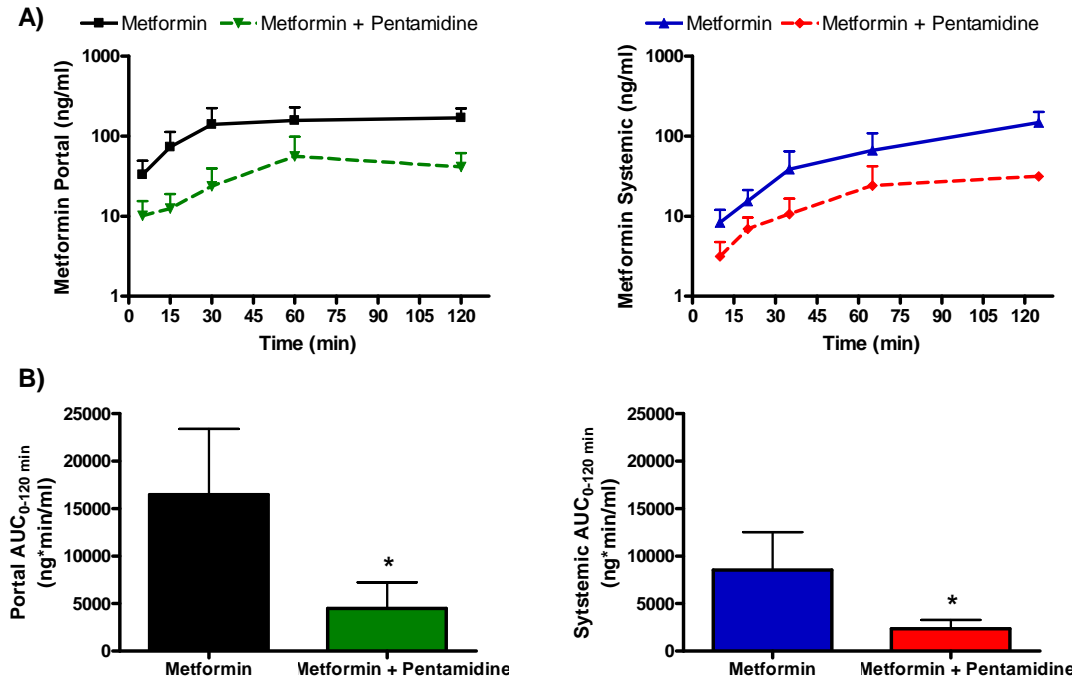 A)
Metformin Metformin + Pentamidine
Metformin Portal (ng/ml)
1000
100
10
1
0 15 30 45 60 75 90 105 120
Time (min)
Metformin Metformin + Pentamidine
Metformin Systemic (ng/ml)
1000
100
10
1
0 15 30 45 60 75 90 105 120
Time (min)
B)
Portal AUC0-120 min
(ng*min/ml)
25000
20000
15000
10000
5000
0
*
Metformin Metformin + Pentamidine
Sytstemic AUC0-120 min
(ng*min/ml)
25000
20000
15000
10000
5000
0
*
Metformin Metformin + Pentamidine